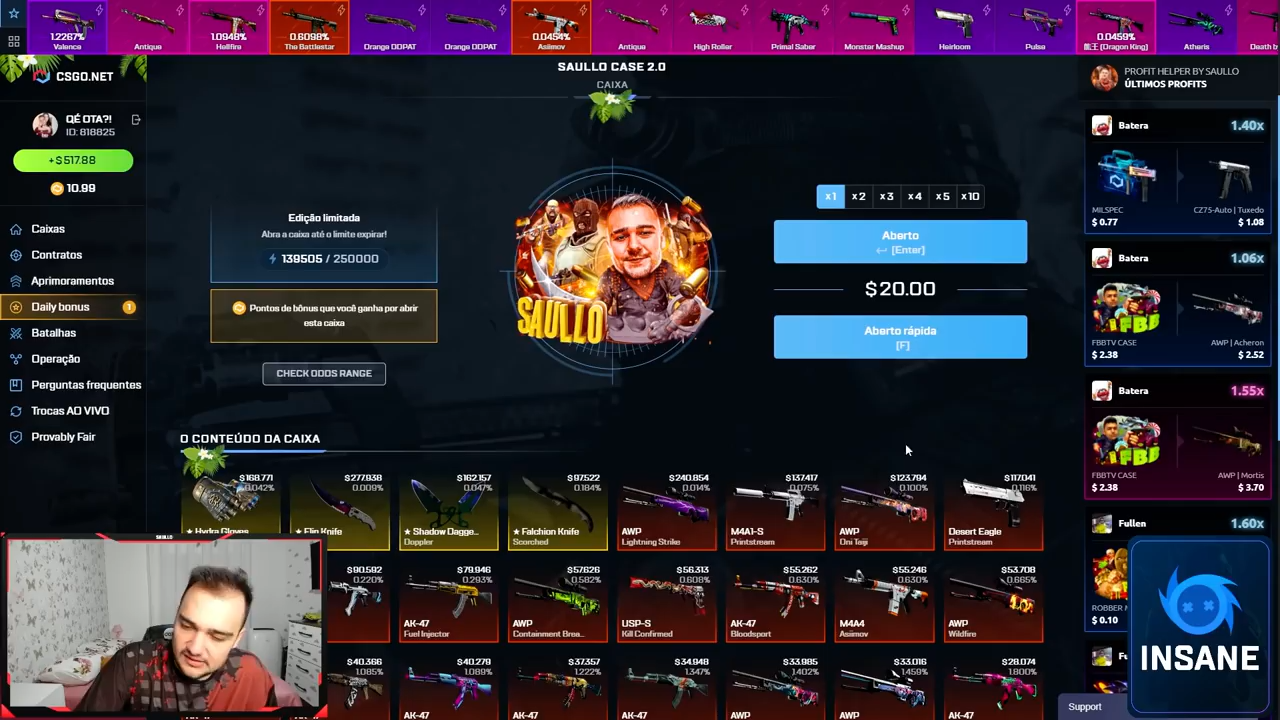 1.2267%
Valence
Antique
1.0948%
Hellfire
0.6098%
The Battlestar
Orange DDPAT
Orange DDPAT
0.0454%
Asiimov
Antique
High Roller
Primal Saber
Monster Mashup
Heirloom
Pulse
0.0459%
龍王 (Dragon King)
Atheris
Death b
CSGO.NET
QÉ OTA?!
ID: 818825
+$517.88
10.99
Caixas
Contratos
Aprimoramentos
Daily bonus
1
Batalhas
Operação
Perguntas frequentes
Trocas AO VIVO
Provably Fair
SAULLO CASE 2.0
CAIXA
Edição limitada
Abra a caixa até o limite expirar!
139505 / 250000
Pontos de bônus que você ganha por abrir
esta caixa
CHECK ODDS RANGE
SAULLO
x1 x2 x3 x4 x5 x10
Aberto
[Enter]
$20.00
Aberto rápida
[F]
O CONTEÚDO DA CAIXA
$168.771
0.042%
★ Hydra Gloves
$277.938
0.009%
★ Flip Knife
$162.157
0.047%
★ Shadow Dagge...
Doppler
$97.522
0.184%
★ Falchion Knife
Scorched
$240.854
0.014%
AWP
Lightning Strike
$137.417
0.075%
M4A1-S
Printstream
$123.794
0.100%
AWP
Oni Taiji
$117.041
0.116%
Desert Eagle
Printstream
$90.592
0.220%
$79.946
0.293%
AK-47
Fuel Injector
$57.626
0.582%
AWP
Containment Brea...
$56.313
0.608%
USP-S
Kill Confirmed
$55.262
0.630%
AK-47
Bloodsport
$55.246
0.630%
M4A4
Asiimov
$53.708
0.665%
AWP
Wildfire
$40.366
1.085%
$40.279
1.089%
AK-47
$37.357
1.222%
AK-47
$34.948
1.347%
AK-47
$33.985
1.402%
AWP
$33.016
1.459%
AWP
$28.074
1.800%
AK-47
PROFIT HELPER BY SAULLO
ÚLTIMOS PROFITS
Batera
1.40x
MILSPEC
$ 0.77
CZ75-Auto | Tuxedo
$ 1.08
Batera
1.06x
FBB
FBBTV CASE
$ 2.38
AWP | Acheron
$ 2.52
Batera
1.55x
FBB
FBBTV CASE
$ 2.38
AWP | Mortis
$ 3.70
Fullen
1.60x
ROBBER
$ 0.10
INSANE
Support
SAULLO